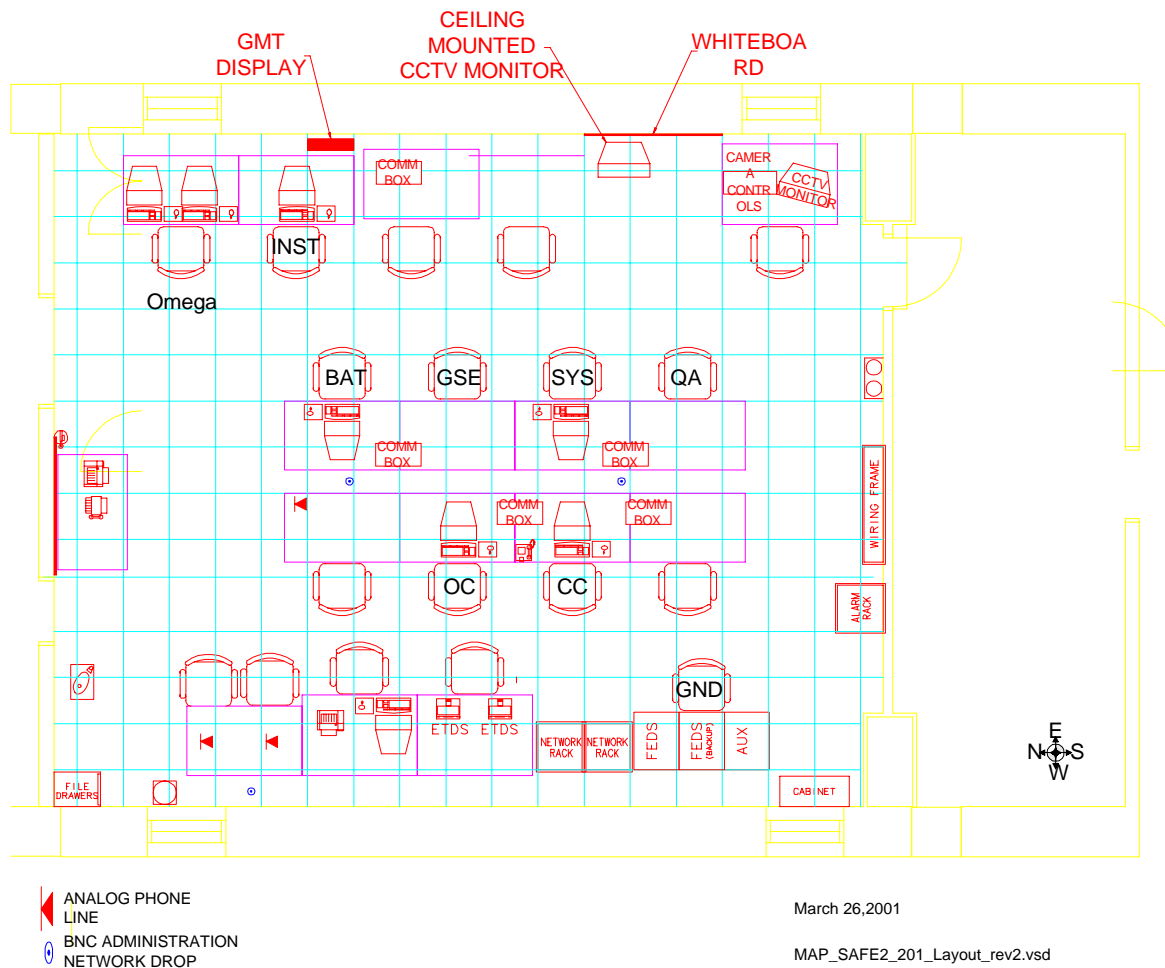 GMT
DISPLAY
CEILING
MOUNTED
CCTV MONITOR
WHITEBOA
RD
COMM
BOX
CAMER
A
CONTR
OLS
CCTV
MONITOR
INST
Omega
BAT
GSE
SYS
QA
COMM
BOX
COMM
BOX
COMM
BOX
COMM
BOX
WIRING FRAME
OC
CC
ALARM
RACK
GND
ETDS
ETDS
NETWORK
RACK
NETWORK
RACK
FEDS
FEDS
(BACKUP)
AUX
FILE
DRAWERS
CABINET
E
N
S
W
ANALOG PHONE
LINE
BNC ADMINISTRATION
NETWORK DROP
March 26,2001
MAP_SAFE2_201_Layout_rev2.vsd